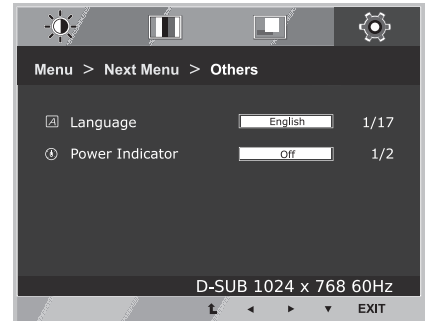 Menu > Next Menu > Others
Language English 1/17
Power Indicator Off 1/2
D-SUB 1024 x 768 60Hz
EXIT